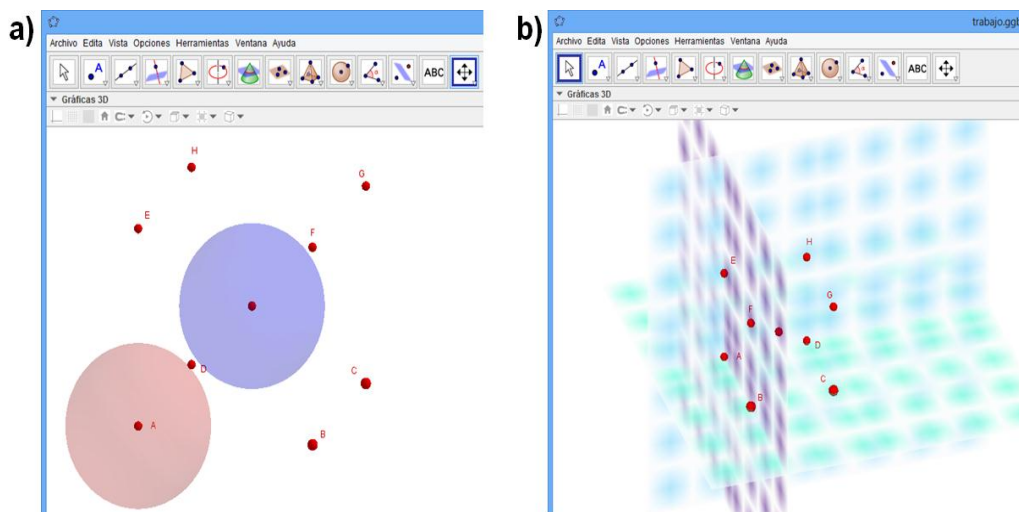 a)
Archivo Edita Vista Opciones Herramientas Ventana Ayuda
A
ABC
Gráficas 3D
H
G
E
F
D
C
A
B
b)
trabajo.ggb
Archivo Edita Vista Opciones Herramientas Ventana Ayuda
A
ABC
Gráficas 3D
H
E
G
F
D
A
C
B